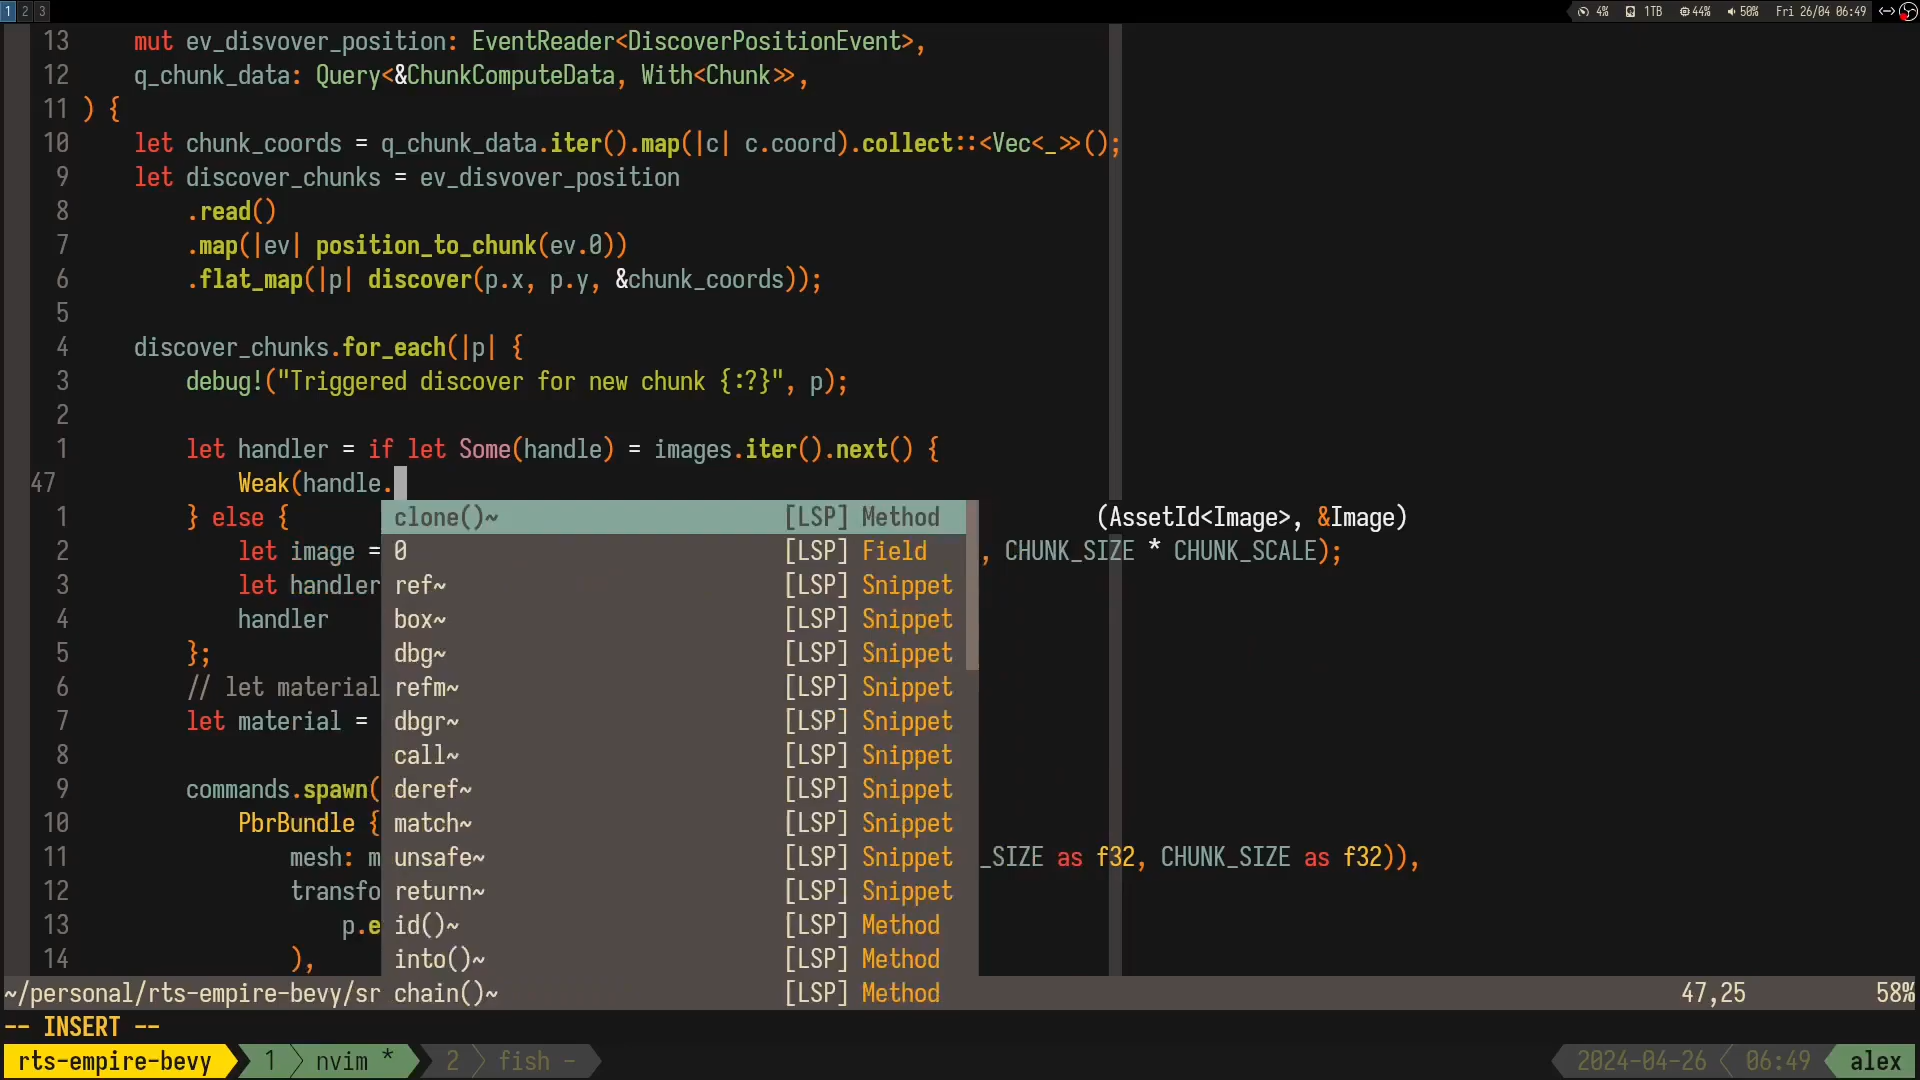 1 2 3 4% 1TB 44% 50% Fri 26/04 06:49
13 mut ev_disvover_position: EventReader<DiscoverPositionEvent>,
12 q_chunk_data: Query<&ChunkComputeData, With<Chunk>>,
11 ) {
10 let chunk_coords = q_chunk_data.iter().map(|c| c.coord).collect::<Vec<_>>();
9 let discover_chunks = ev_disvover_position
8 .read()
7 .map(|ev| position_to_chunk(ev.0))
6 .flat_map(|p| discover(p.x, p.y, &chunk_coords));
5
4 discover_chunks.for_each(|p| {
3 debug!("Triggered discover for new chunk {:?}", p);
2
1 let handler = if let Some(handle) = images.iter().next() {
47 Weak(handle.
1 } else { clone()~ [LSP] Method (AssetId<Image>, &Image)
2 let image = 0 [LSP] Field , CHUNK_SIZE * CHUNK_SCALE);
3 let handler ref~ [LSP] Snippet
4 handler box~ [LSP] Snippet
5 }; dbg~ [LSP] Snippet
6 // let material refm~ [LSP] Snippet
7 let material = dbgr~ [LSP] Snippet
8 call~ [LSP] Snippet
9 commands.spawn( deref~ [LSP] Snippet
10 PbrBundle { match~ [LSP] Snippet
11 mesh: m unsafe~ [LSP] Snippet _SIZE as f32, CHUNK_SIZE as f32)),
12 transfo return~ [LSP] Snippet
13 p.e id()~ [LSP] Method
14 ), into()~ [LSP] Method
~/personal/rts-empire-bevy/sr chain()~ [LSP] Method 47,25 58%
-- INSERT --
rts-empire-bevy 1 nvim * 2 fish - 2024-04-26 06:49 alex